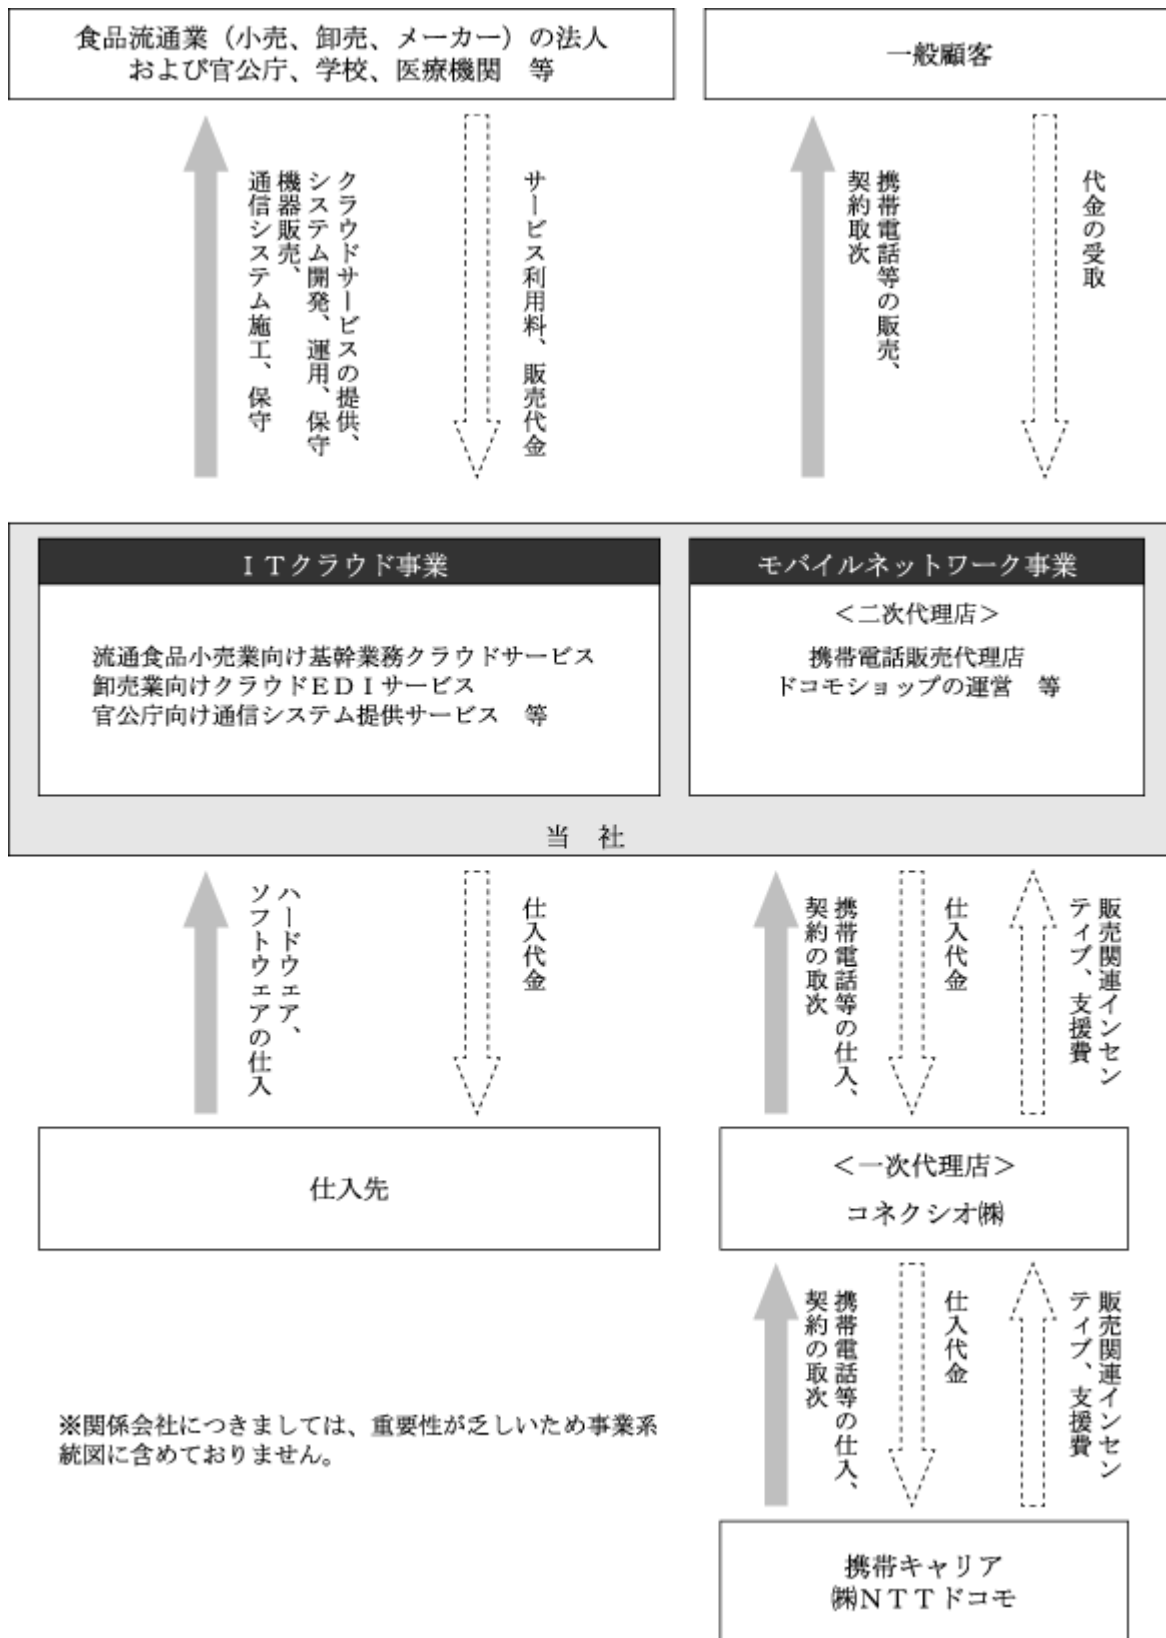 食品流通業（小売、卸売、メーカー）の法人
および官公庁、学校、医療機関　等
一般顧客
クラウドサービスの提供、
システム開発、運用、保守
機器販売、
通信システム施工、保守
サービス利用料、販売代金
携帯電話等の販売、
契約取次
代金の受取
ＩＴクラウド事業
流通食品小売業向け基幹業務クラウドサービス
卸売業向けクラウドＥＤＩサービス
官公庁向け通信システム提供サービス　等
モバイルネットワーク事業
＜二次代理店＞
携帯電話販売代理店
ドコモショップの運営　等
当　社
ハードウェア、
ソフトウェアの仕入
仕入代金
携帯電話等の仕入、
契約の取次
仕入代金
販売関連インセン
ティブ、支援費
仕入先
＜一次代理店＞
コネクシオ㈱
携帯電話等の仕入、
契約の取次
仕入代金
販売関連インセン
ティブ、支援費
※関係会社につきましては、重要性が乏しいため事業系
統図に含めておりません。
携帯キャリア
㈱ＮＴＴドコモ